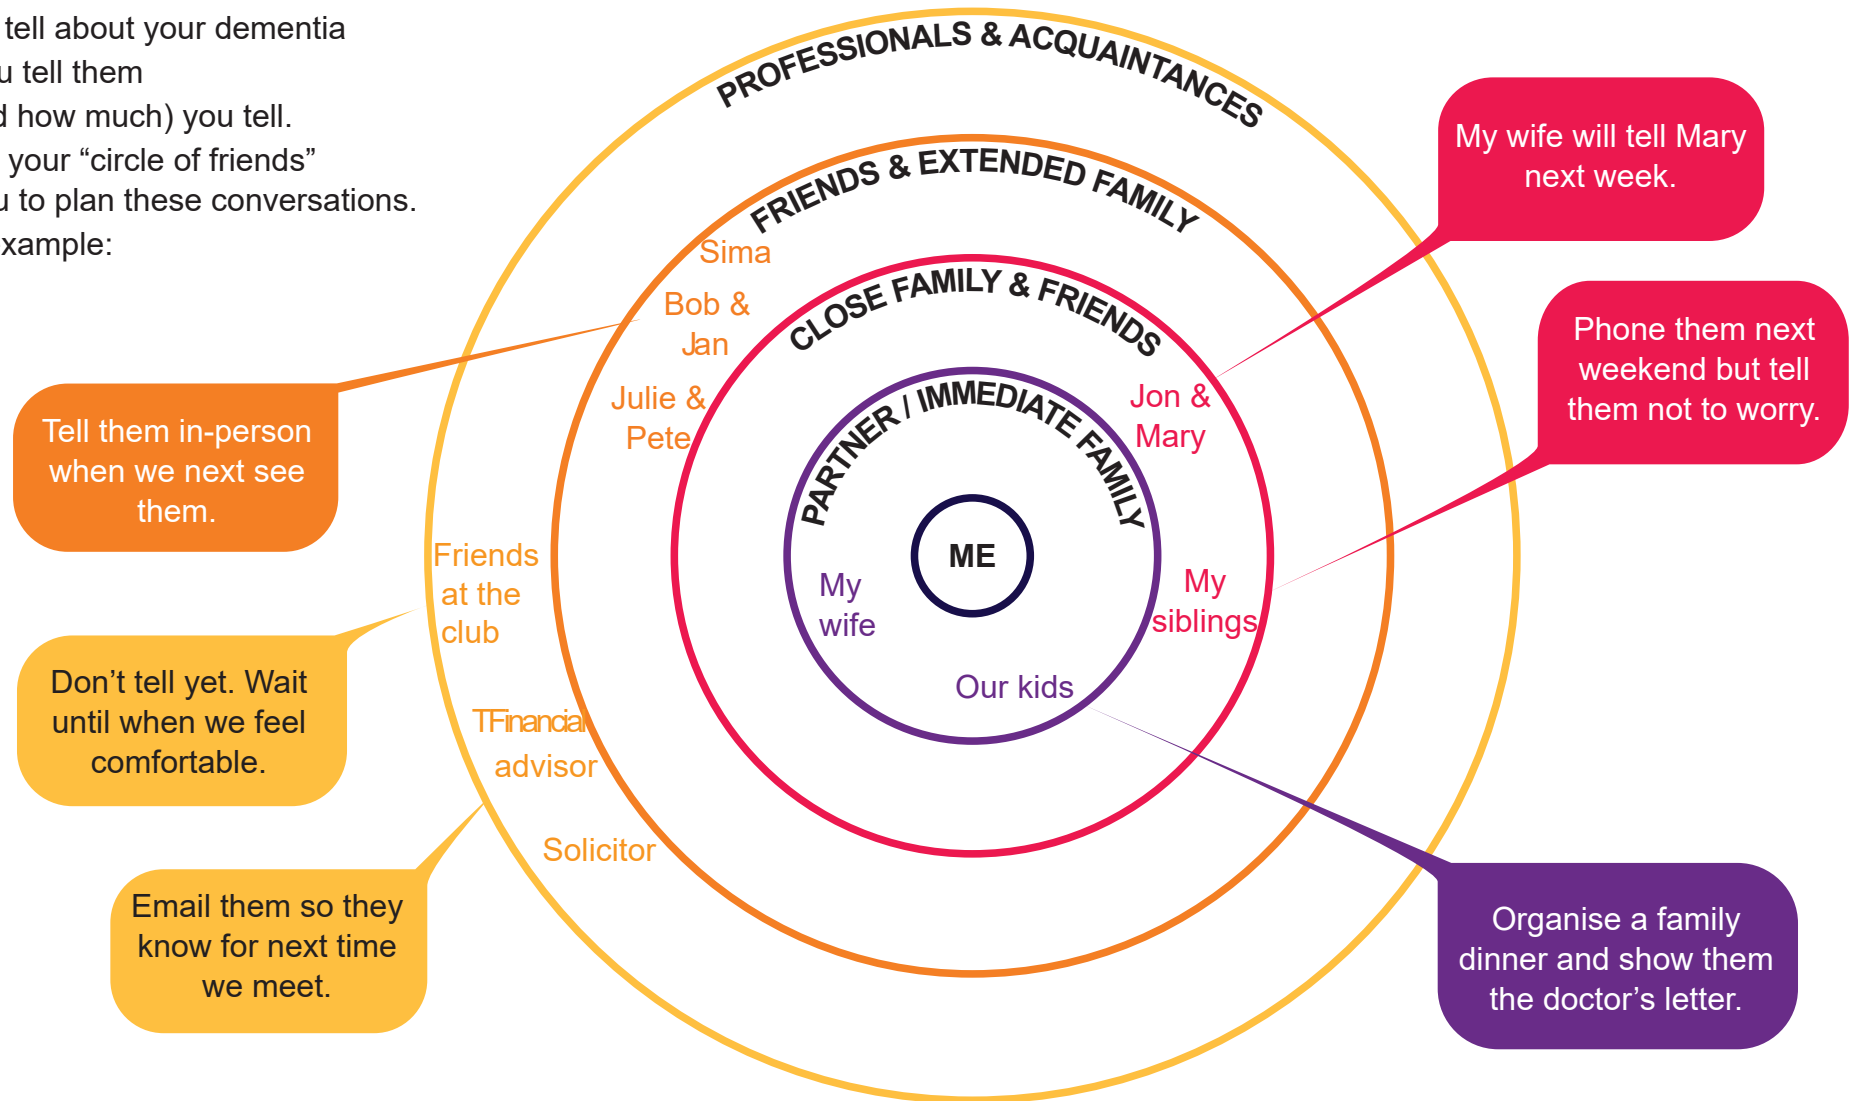 tell about your dementia
u tell them
d how much) you tell.
your “circle of friends”
u to plan these conversations.
xample:
PROFESSIONALS & ACQUAINTANCES
FRIENDS & EXTENDED FAMILY
CLOSE FAMILY & FRIENDS
PARTNER / IMMEDIATE FAMILY
ME
Sima
Bob &
Jan
Julie &
Pete
Jon &
Mary
My
wife
Our kids
My
siblings
Friends
at the
club
TFinancial
advisor
Solicitor
My wife will tell Mary
next week.
Phone them next
weekend but tell
them not to worry.
Tell them in-person
when we next see
them.
Don’t tell yet. Wait
until when we feel
comfortable.
Email them so they
know for next time
we meet.
Organise a family
dinner and show them
the doctor’s letter.